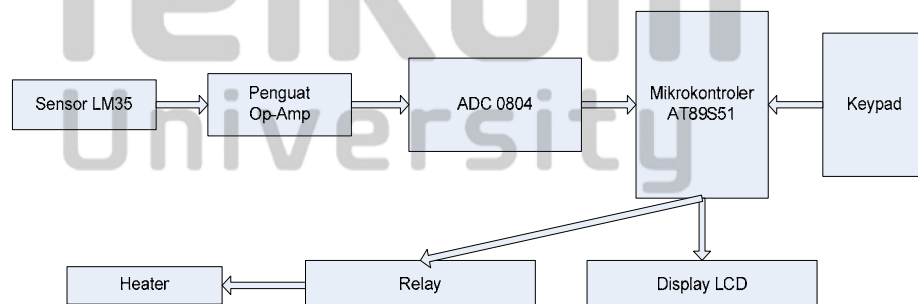 Telkom
University
Sensor LM35
Penguat
Op-Amp
ADC 0804
Mikrokontroler
AT89S51
Keypad
Heater
Relay
Display LCD